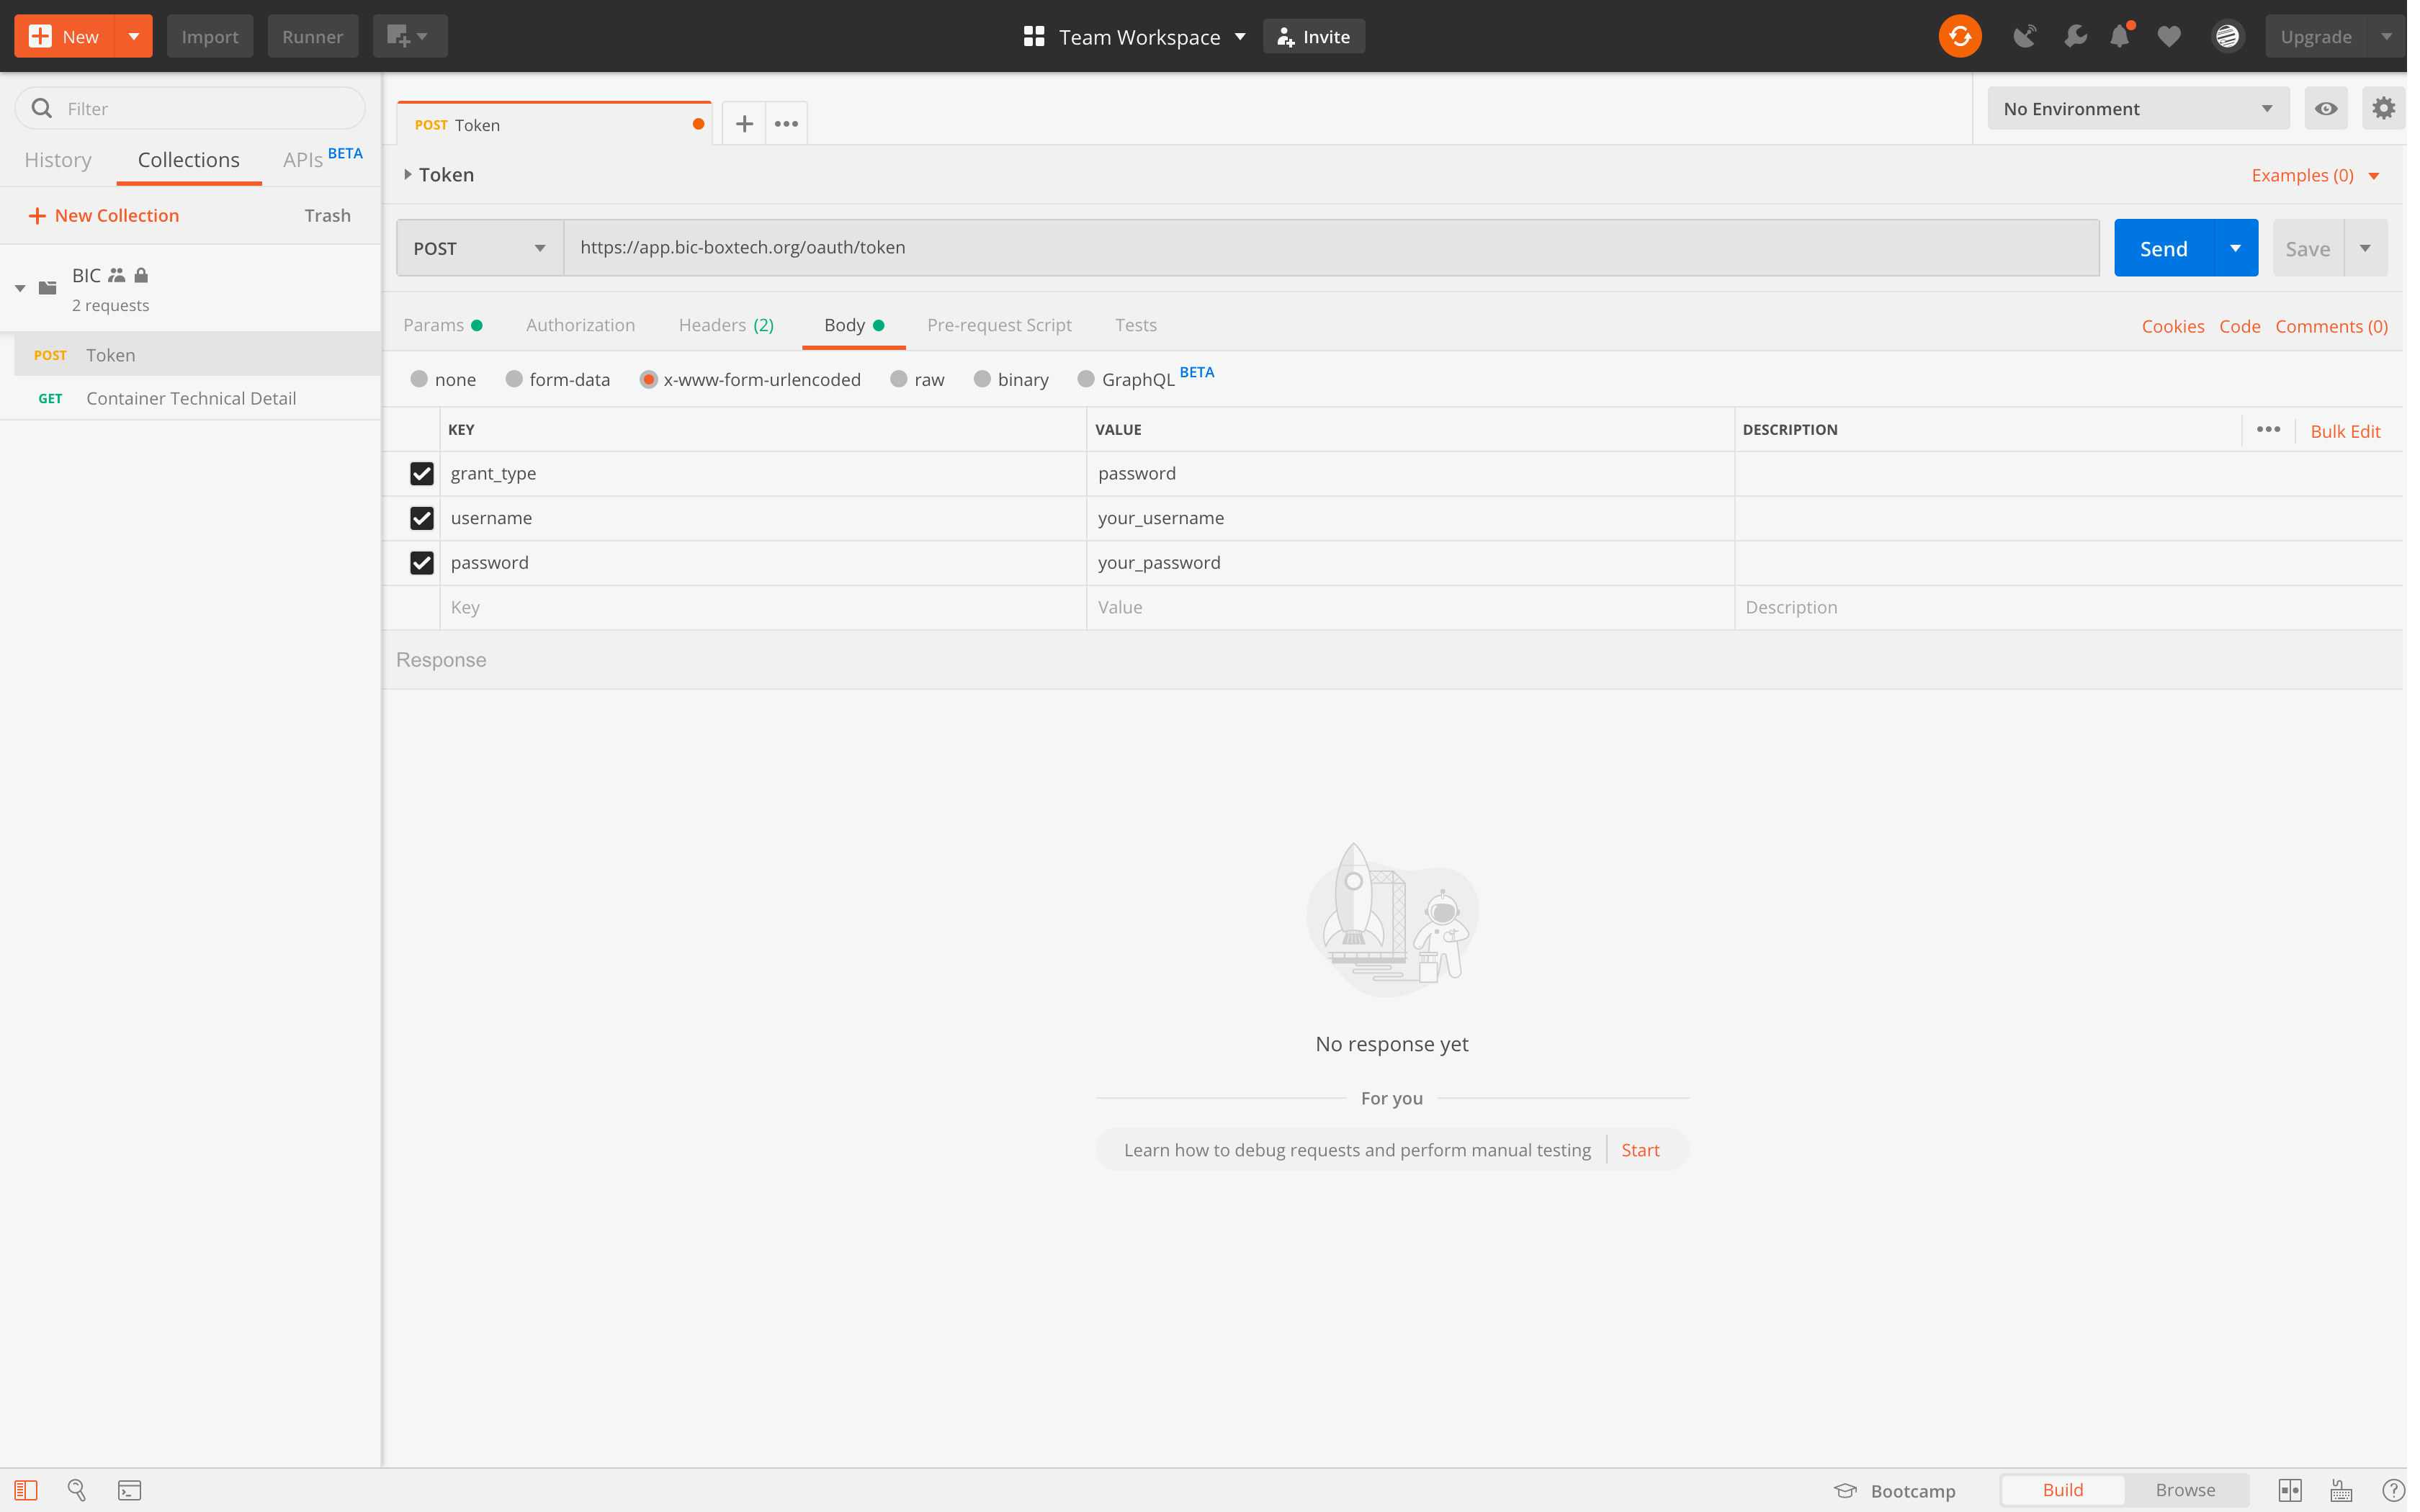 New
Import
Runner
Team Workspace
Invite
Upgrade
Filter
History
Collections
APIs BETA
New Collection
Trash
BIC
2 requests
POST Token
GET Container Technical Detail
POST Token
No Environment
Token
Examples (0)
POST
https://app.bic-boxtech.org/oauth/token
Send
Save
Params
Authorization
Headers (2)
Body
Pre-request Script
Tests
Cookies
Code
Comments (0)
none
form-data
x-www-form-urlencoded
raw
binary
GraphQL BETA
KEY
VALUE
DESCRIPTION
Bulk Edit
grant_type
password
username
your_username
password
your_password
Key
Value
Description
Response
No response yet
For you
Learn how to debug requests and perform manual testing
Start
Bootcamp
Build
Browse